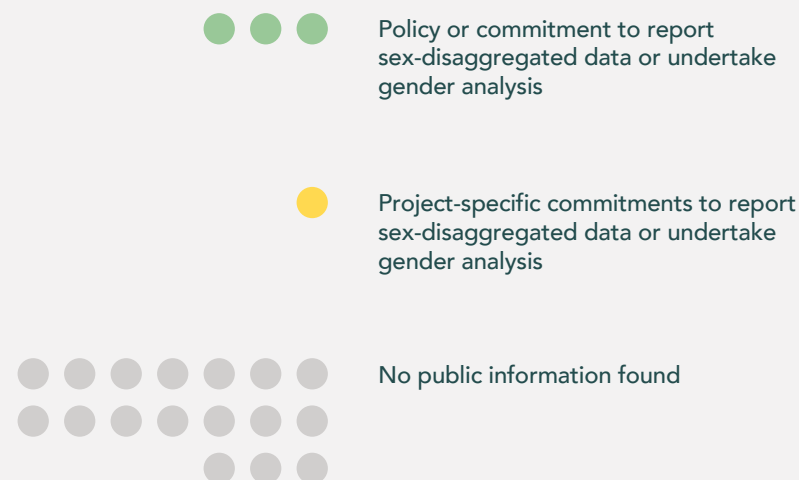 Policy or commitment to report
sex-disaggregated data or undertake
gender analysis
Project-specific commitments to report
sex-disaggregated data or undertake
gender analysis
No public information found